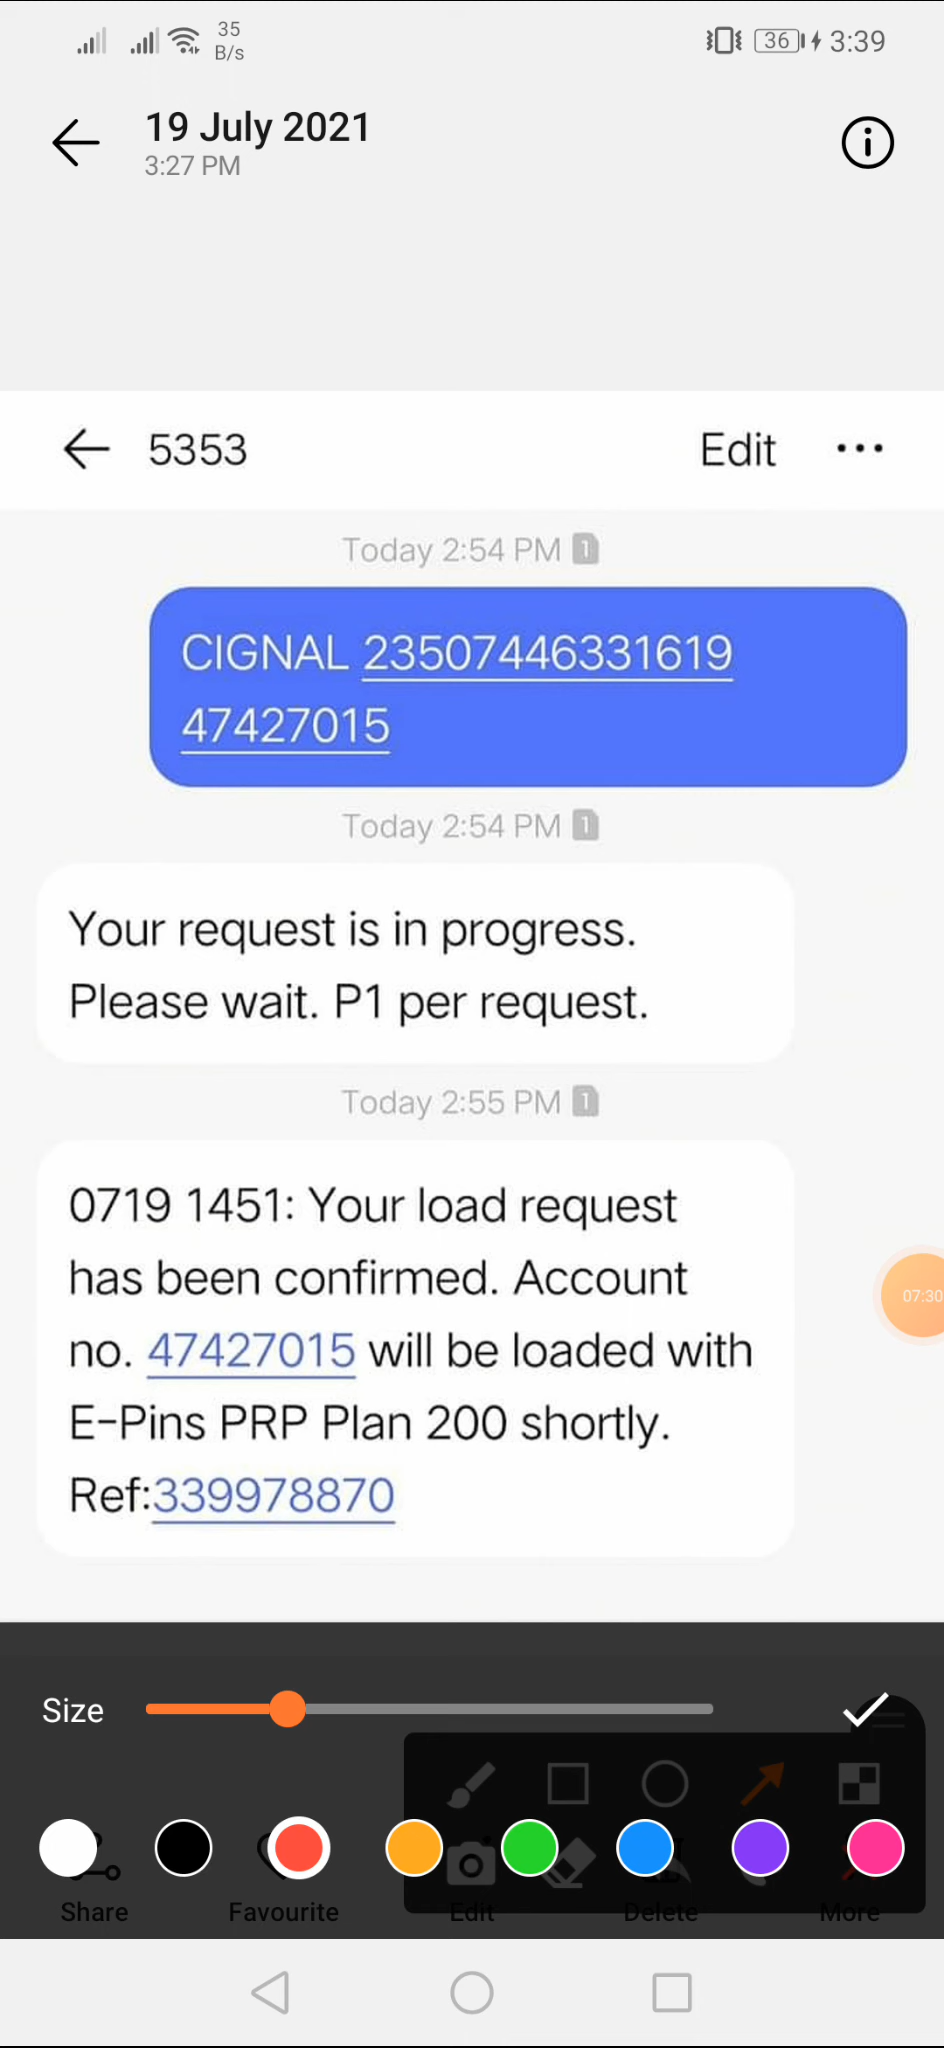 35
B/s
36
3:39
19 July 2021
3:27 PM
5353
Edit
Today 2:54 PM 1
CIGNAL 23507446331619
47427015
Today 2:54 PM 1
Your request is in progress.
Please wait. P1 per request.
Today 2:55 PM 1
0719 1451: Your load request
has been confirmed. Account
no. 47427015 will be loaded with
E-Pins PRP Plan 200 shortly.
Ref:339978870
07:30
Size
Share
Favourite
Edit
Delete
More